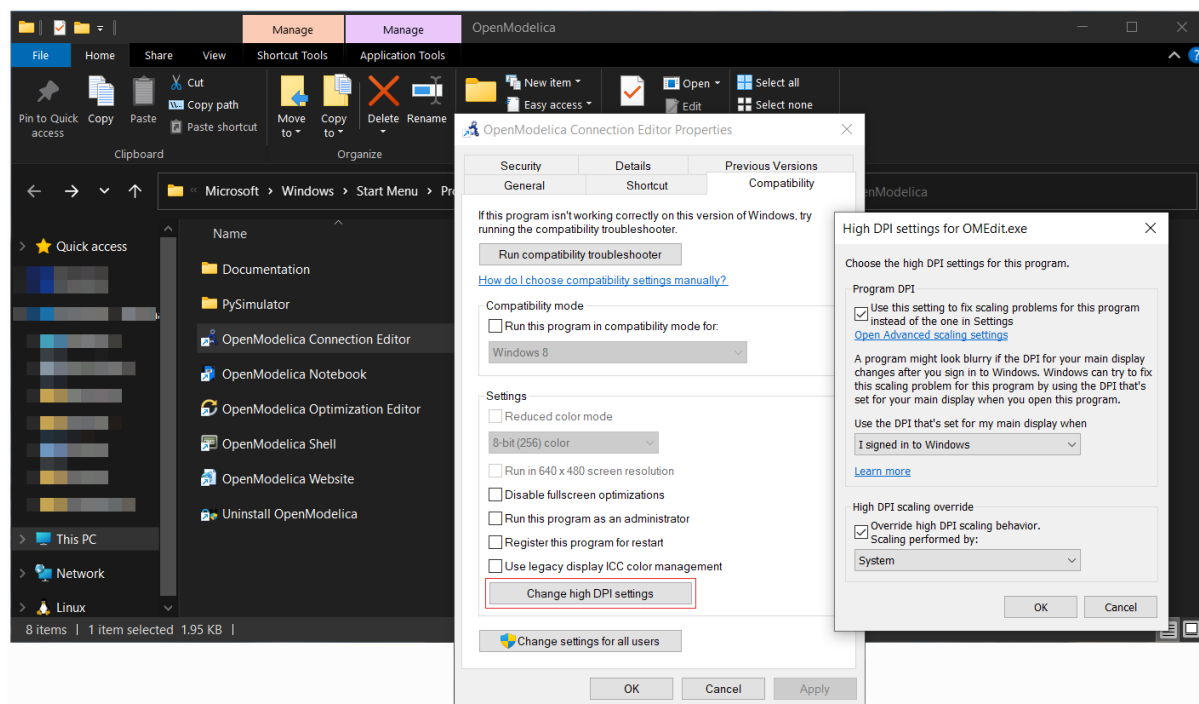 Manage
Manage
OpenModelica
File
Home
Share
View
Shortcut Tools
Application Tools
Pin to Quick
access
Copy
Paste
Cut
Copy path
Paste shortcut
Clipboard
Move
to
Copy
to
Delete
Rename
Organize
New item
Easy access
Open
Edit
Select all
Select none
« Microsoft > Windows > Start Menu >
Name
Quick access
This PC
Network
Linux
Documentation
PySimulator
OpenModelica Connection Editor
OpenModelica Notebook
OpenModelica Optimization Editor
OpenModelica Shell
OpenModelica Website
Uninstall OpenModelica
8 items
1 item selected 1.95 KB
OpenModelica Connection Editor Properties
Security
Details
Previous Versions
General
Shortcut
Compatibility
If this program isn't working correctly on this version of Windows, try
running the compatibility troubleshooter.
Run compatibility troubleshooter
How do I choose compatibility settings manually?
Compatibility mode
Run this program in compatibility mode for:
Windows 8
Settings
Reduced color mode
8-bit (256) color
Run in 640 x 480 screen resolution
Disable fullscreen optimizations
Run this program as an administrator
Register this program for restart
Use legacy display ICC color management
Change high DPI settings
Change settings for all users
OK
Cancel
Apply
High DPI settings for OMEdit.exe
Choose the high DPI settings for this program.
Program DPI
Use this setting to fix scaling problems for this program
instead of the one in Settings
Open Advanced scaling settings
A program might look blurry if the DPI for your main display
changes after you sign in to Windows. Windows can try to fix
this scaling problem for this program by using the DPI that's
set for your main display when you open this program.
Use the DPI that's set for my main display when
I signed in to Windows
Learn more
High DPI scaling override
Override high DPI scaling behavior.
Scaling performed by:
System
OK
Cancel